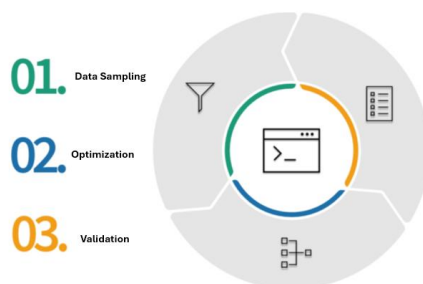 01. Data Sampling
02. Optimization
03. Validation
>_